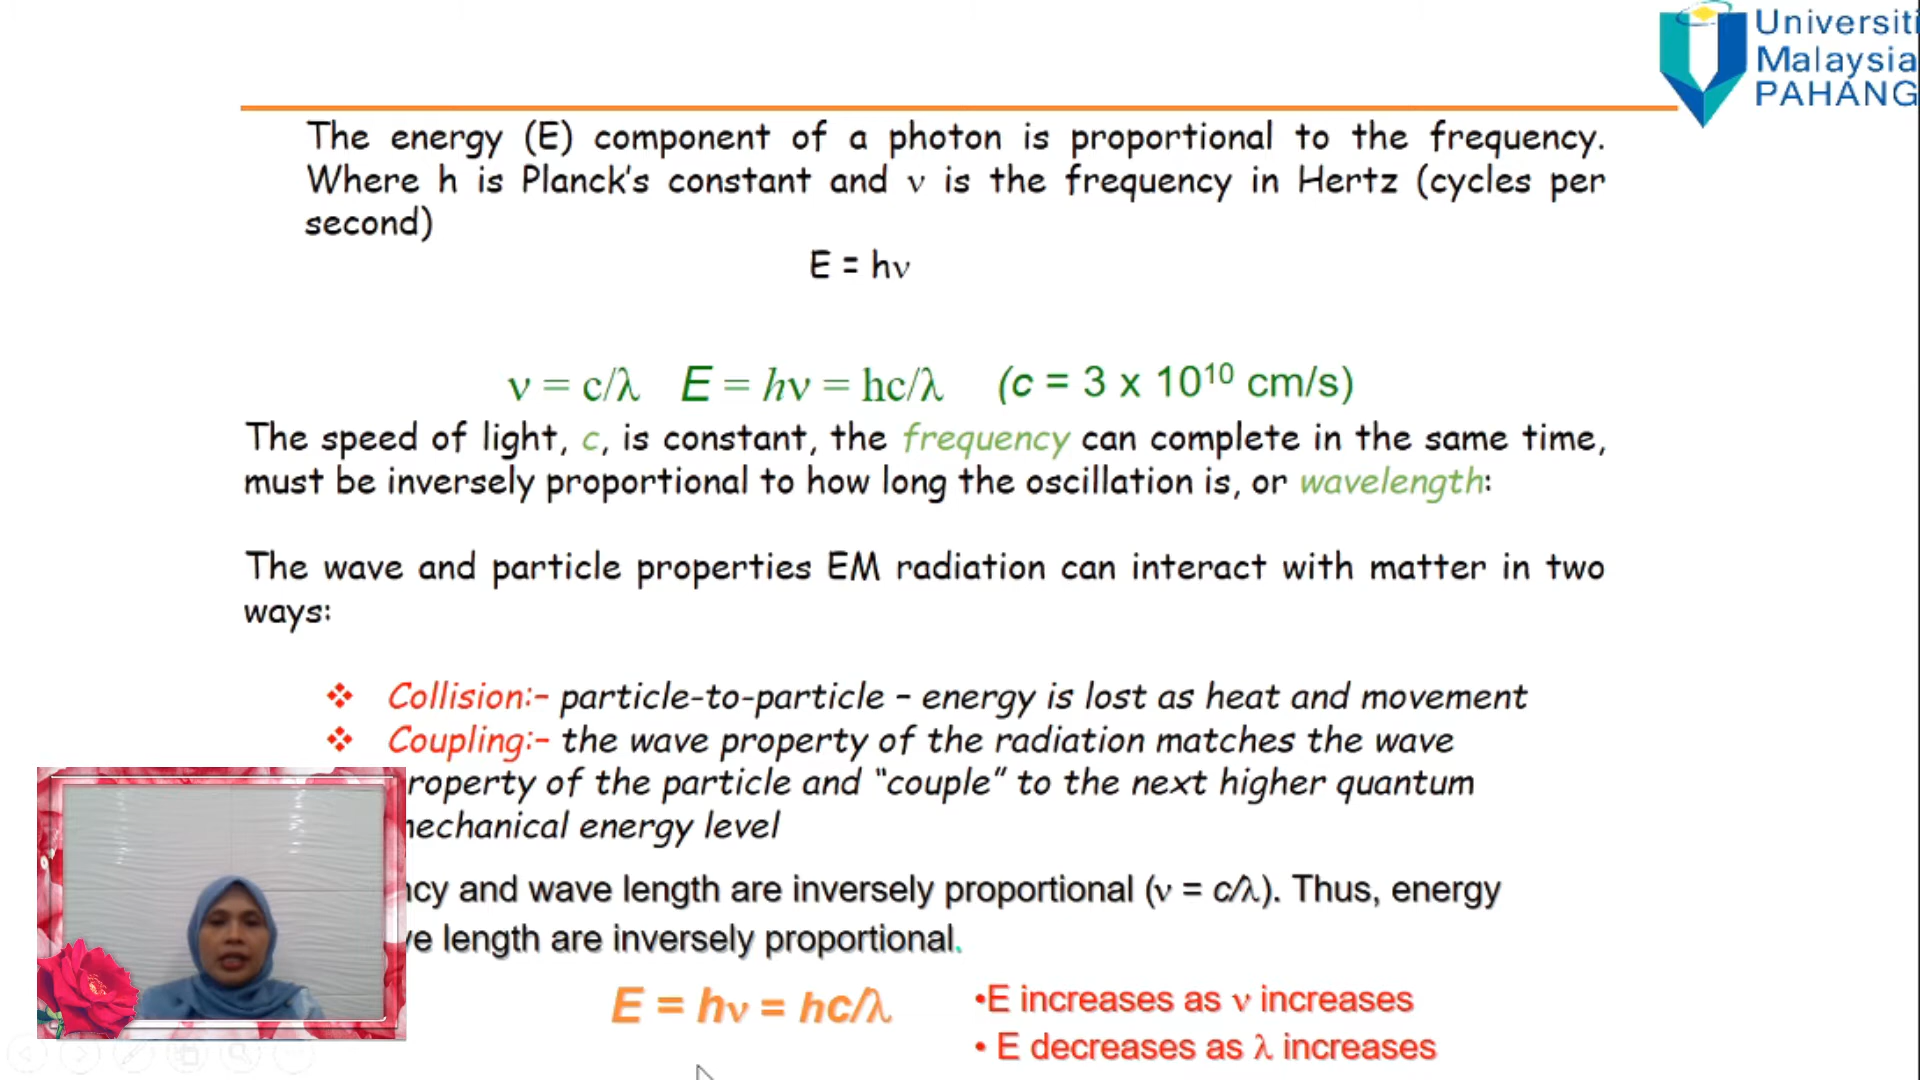 Universiti
Malaysia
PAHANG
The energy (E) component of a photon is proportional to the frequency.
Where h is Planck's constant and ν is the frequency in Hertz (cycles per
second)
E = hν
ν = c/λ E = hν = hc/λ (c = 3 x 10¹⁰ cm/s)
The speed of light, c, is constant, the frequency can complete in the same time,
must be inversely proportional to how long the oscillation is, or wavelength:
The wave and particle properties EM radiation can interact with matter in two
ways:
❖ Collision:– particle-to-particle – energy is lost as heat and movement
❖ Coupling:– the wave property of the radiation matches the wave
roperty of the particle and “couple” to the next higher quantum
mechanical energy level
ncy and wave length are inversely proportional (ν = c/λ). Thus, energy
ve length are inversely proportional.
E = hν = hc/λ
•E increases as ν increases
• E decreases as λ increases